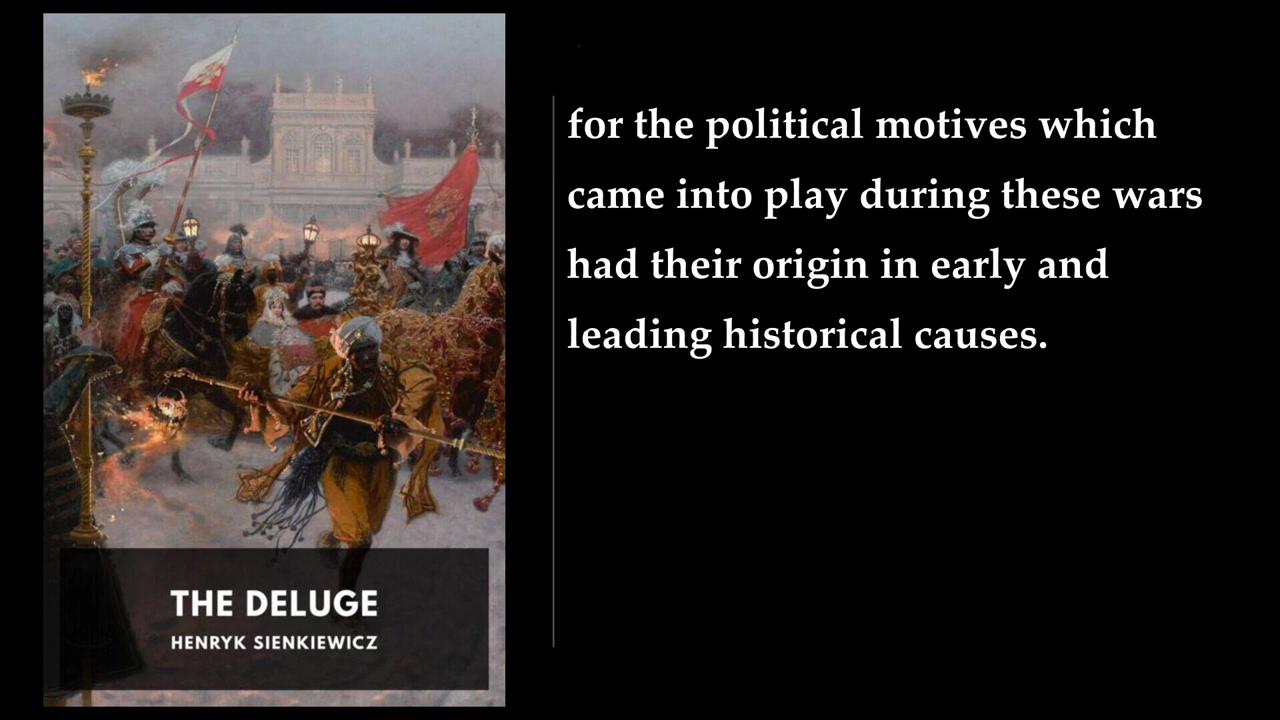 THE DELUGE
HENRYK SIENKIEWICZ
for the political motives which
came into play during these wars
had their origin in early and
leading historical causes.